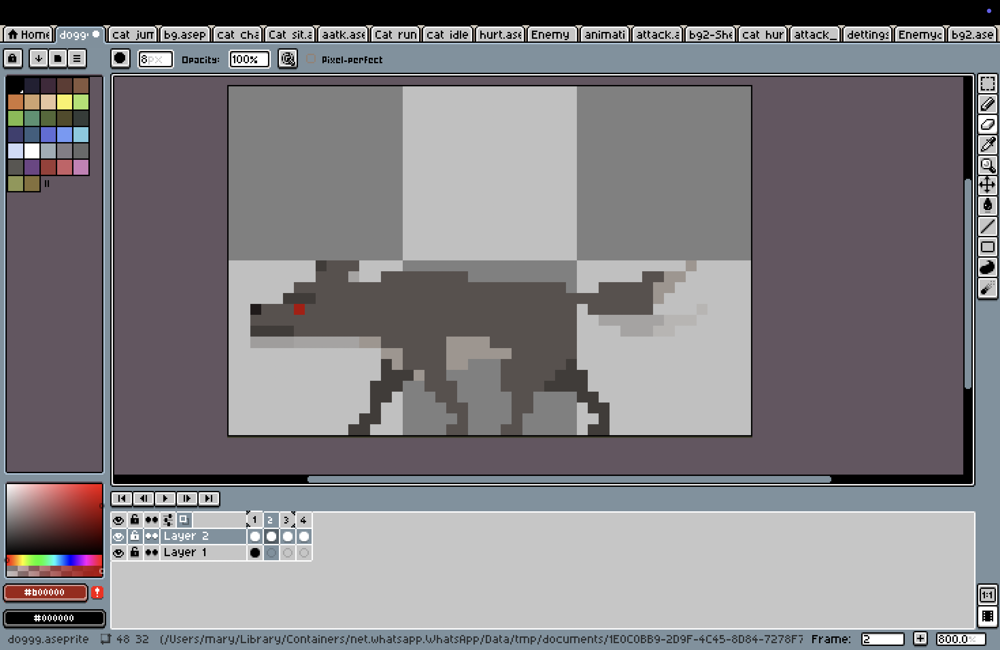 Home dogg cat jum bg.asep cat cha Cat sit.a aatk.ase Cat run cat idle hurt.ase Enemy animati attack.a bg2-She cat hur attack_ dettings Enemyc bg2.ase
8px Opacity: 100% Pixel-perfect
1 2 3 4
Layer 2
Layer 1
#b00000 !
#000000
1:1
doggg.aseprite 48 32 (/Users/mary/Library/Containers/net.whatsapp.WhatsApp/Data/tmp/documents/1E0C0BB9-2D9F-4C45-8D84-7278F7 Frame: 2 + 800.0%